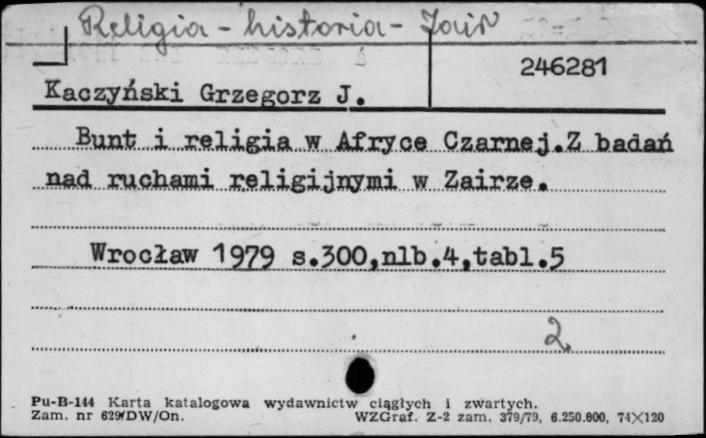 Religia - historia - Zair
246281
Kaczyński Grzegorz J.
Bunt i religia w Afryce Czarnej.Z badań
nad ruchami religijnymi w Zairze.
Wrocław 1979 s.300,nlb.4,tabl.5
2
Pu-B-144 Karta katalogowa wydawnictw ciągłych i zwartych.
Zam. nr 629/DW/On. WZGraf. Z-2 zam. 379/79, 6.250.000, 74×120